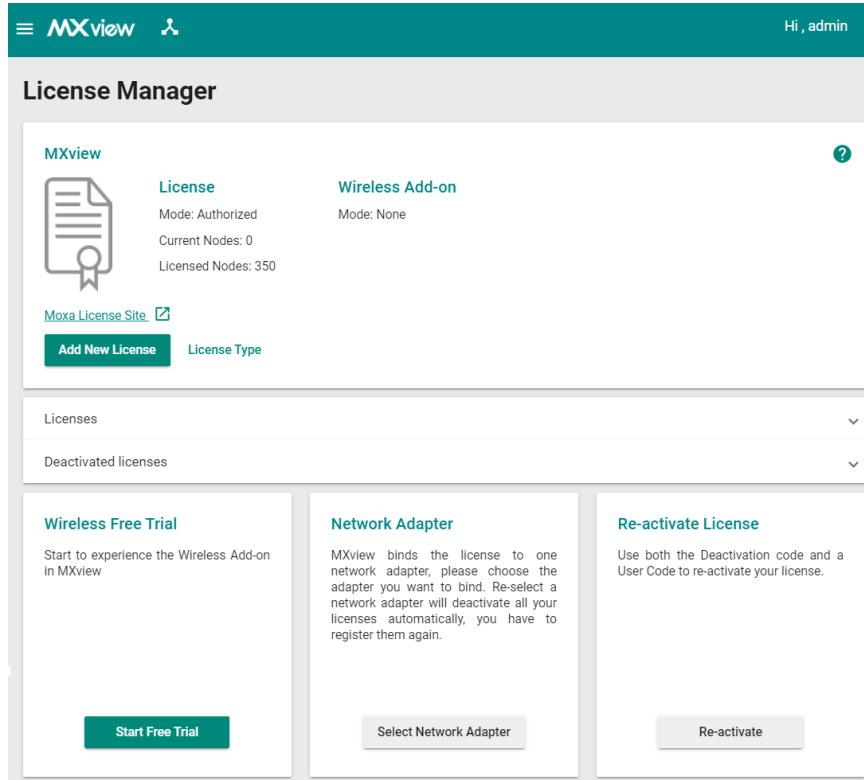 MXview
Hi , admin
License Manager
MXview
?
License
Wireless Add-on
Mode: Authorized
Mode: None
Current Nodes: 0
Licensed Nodes: 350
Moxa License Site
Add New License
License Type
Licenses
Deactivated licenses
Wireless Free Trial
Start to experience the Wireless Add-on
in MXview
Start Free Trial
Network Adapter
MXview binds the license to one
network adapter, please choose the
adapter you want to bind. Re-select a
network adapter will deactivate all your
licenses automatically, you have to
register them again.
Select Network Adapter
Re-activate License
Use both the Deactivation code and a
User Code to re-activate your license.
Re-activate